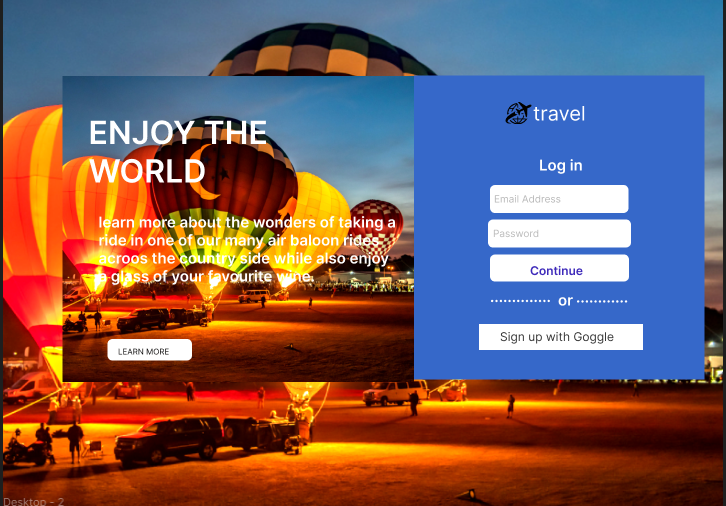 ENJOY THE
WORLD
learn more about the wonders of taking a
ride in one of our many air baloon rides
acroos the country side while also enjoy
a glass of your favourite wine.
LEARN MORE
travel
Log in
Email Address
Password
Continue
or
Sign up with Goggle
Desktop - 2